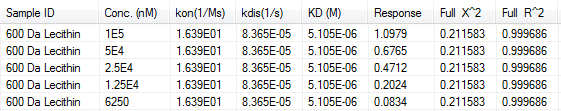 Sample ID Conc. (nM) kon(1/Ms) kdis(1/s) KD (M) Response Full X^2 Full R^2
600 Da Lecithin 1E5 1.639E01 8.365E-05 5.105E-06 1.0979 0.211583 0.999686
600 Da Lecithin 5E4 1.639E01 8.365E-05 5.105E-06 0.6765 0.211583 0.999686
600 Da Lecithin 2.5E4 1.639E01 8.365E-05 5.105E-06 0.4712 0.211583 0.999686
600 Da Lecithin 1.25E4 1.639E01 8.365E-05 5.105E-06 0.2024 0.211583 0.999686
600 Da Lecithin 6250 1.639E01 8.365E-05 5.105E-06 0.0834 0.211583 0.999686